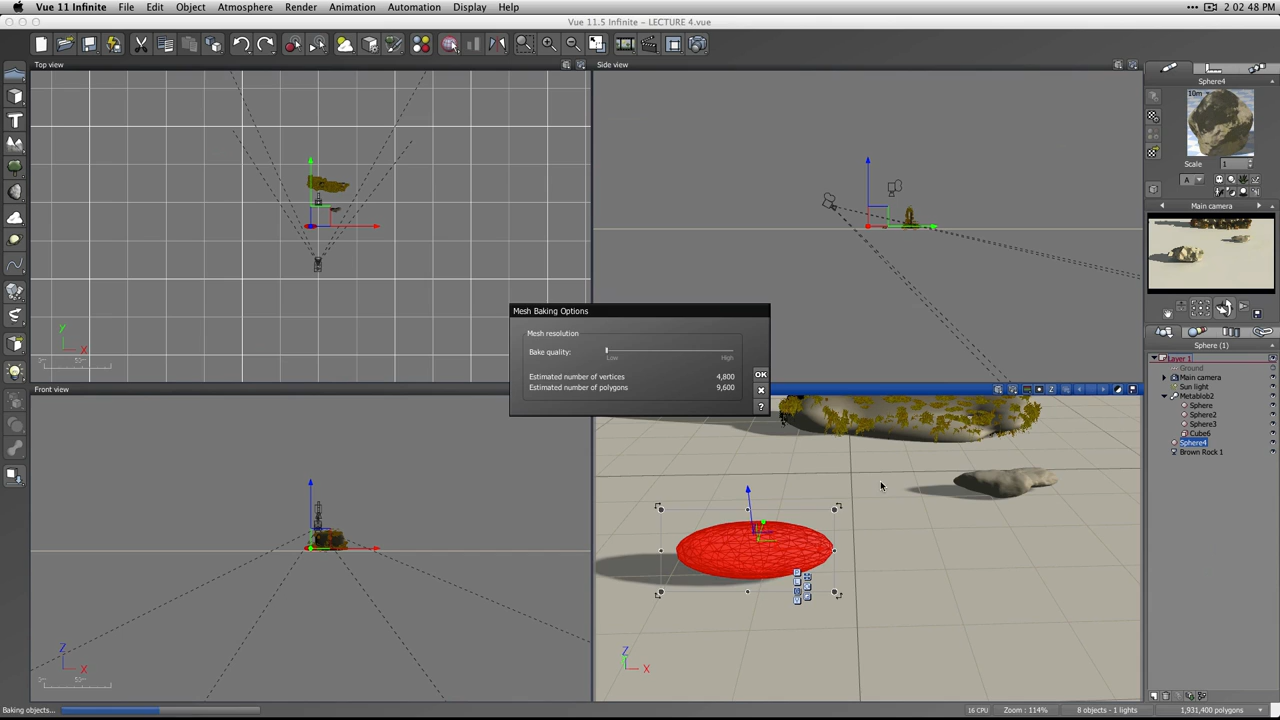 Vue 11 Infinite File Edit Object Atmosphere Render Animation Automation Display Help 2:02:48 PM
Vue 11.5 Infinite - LECTURE 4.vue
Top view
Side view
Sphere4
10m
Scale 1
A
Main camera
Mesh Baking Options
Mesh resolution
Bake quality:
Low High
Estimated number of vertices 4,800
Estimated number of polygons 9,600
OK
?
Y
X
Front view
Sphere (1)
Layer 1
Ground
Main camera
Sun light
Metablob2
Sphere
Sphere2
Sphere3
Cube6
Sphere4
Brown Rock 1
Z
X
Z
X
Baking objects...
16 CPU Zoom : 114% 8 objects - 1 lights 1,931,400 polygons